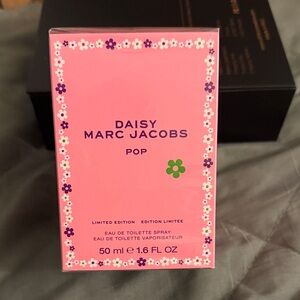 DAISY
MARC JACOBS
POP
LIMITED EDITION EDITION LIMITÉE
EAU DE TOILETTE SPRAY
EAU DE TOILETTE VAPORISATEUR
50 ml ℮ 1.6 FL OZ